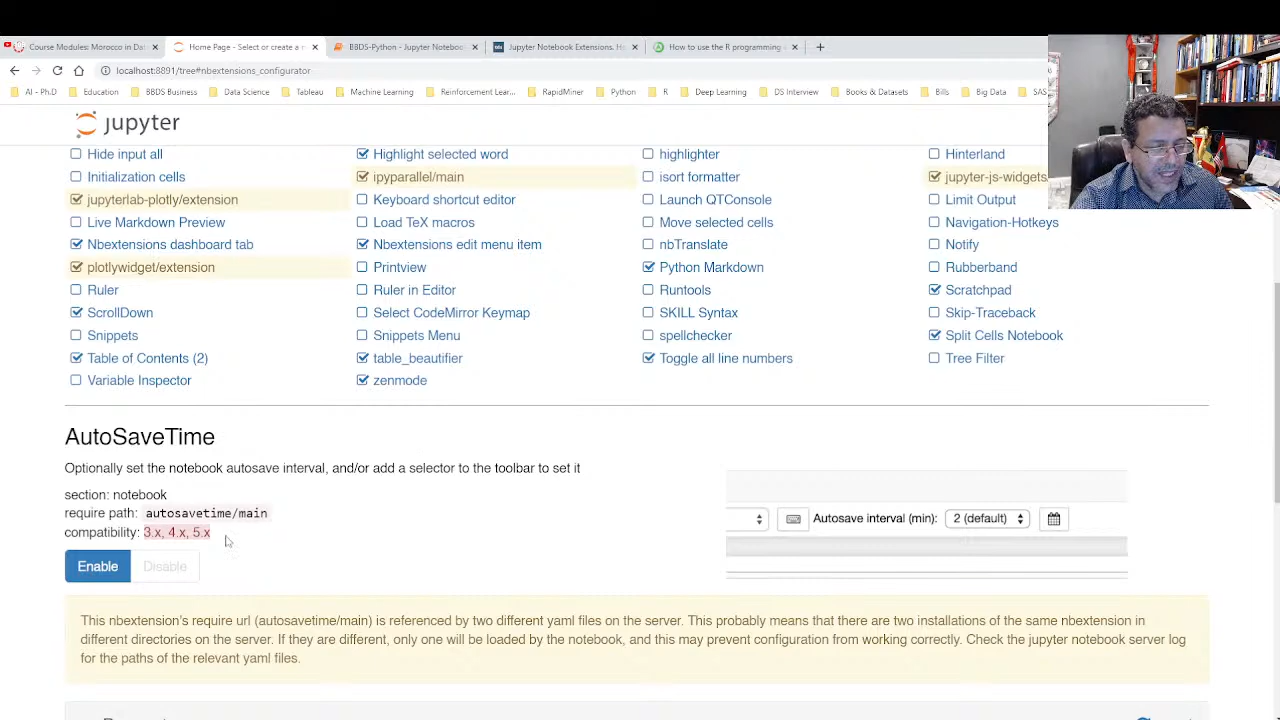 Course Modules: Morocco in Dat
Home Page - Select or create a n
BBDS-Python - Jupyter Noteboo
Jupyter Notebook Extensions. H
How to use the R programming
localhost:8891/tree#nbextensions_configurator
AI - Ph.D Education BBDS Business Data Science Tableau Machine Learning Reinforcement Lear... RapidMiner Python R Deep Learning DS Interview Books & Datasets Bills Big Data SAS
jupyter
Hide input all Highlight selected word highlighter Hinterland
Initialization cells ipyparallel/main isort formatter jupyter-js-widgets
jupyterlab-plotly/extension Keyboard shortcut editor Launch QTConsole Limit Output
Live Markdown Preview Load TeX macros Move selected cells Navigation-Hotkeys
Nbextensions dashboard tab Nbextensions edit menu item nbTranslate Notify
plotlywidget/extension Printview Python Markdown Rubberband
Ruler Ruler in Editor Runtools Scratchpad
ScrollDown Select CodeMirror Keymap SKILL Syntax Skip-Traceback
Snippets Snippets Menu spellchecker Split Cells Notebook
Table of Contents (2) table_beautifier Toggle all line numbers Tree Filter
Variable Inspector zenmode
AutoSaveTime
Optionally set the notebook autosave interval, and/or add a selector to the toolbar to set it
section: notebook
require path: autosavetime/main
compatibility: 3.x, 4.x, 5.x
Autosave interval (min): 2 (default)
Enable Disable
This nbextension's require url (autosavetime/main) is referenced by two different yaml files on the server. This probably means that there are two installations of the same nbextension in
different directories on the server. If they are different, only one will be loaded by the notebook, and this may prevent configuration from working correctly. Check the jupyter notebook server log
for the paths of the relevant yaml files.